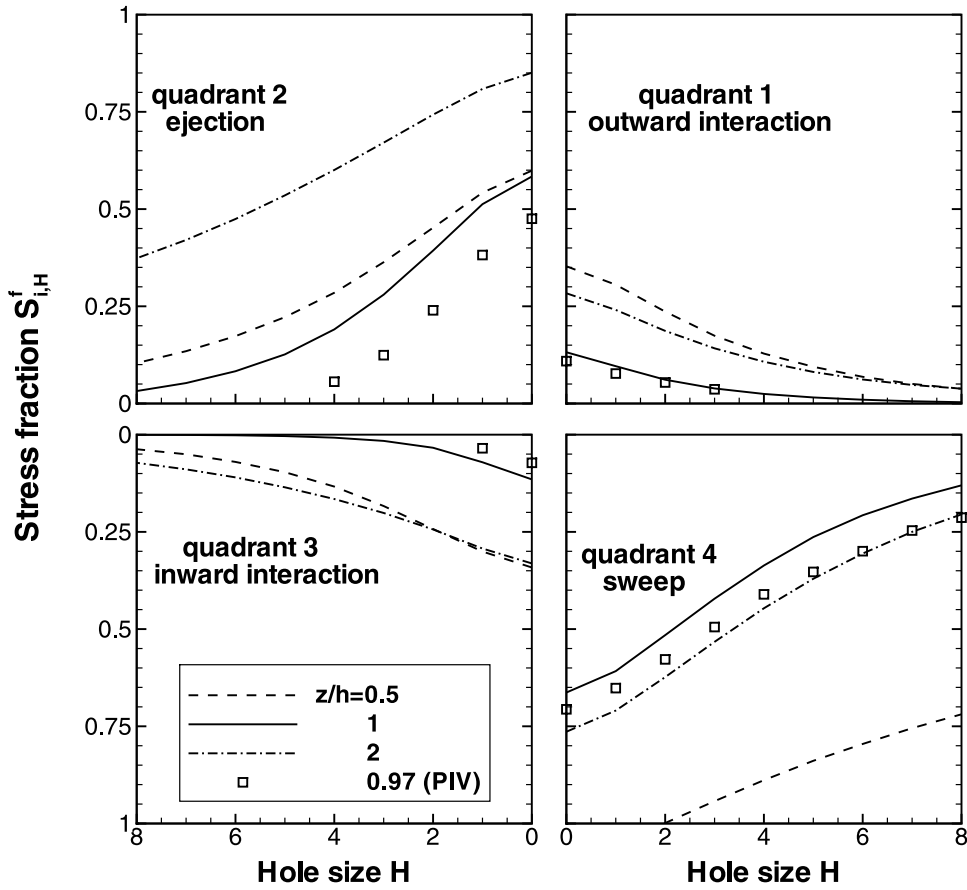 1
0.75
0.5
0.25
0
quadrant 2
ejection
quadrant 1
outward interaction
Stress fraction S^f_{i,H}
0
0.25
0.5
0.75
1
quadrant 3
inward interaction
quadrant 4
sweep
z/h=0.5
1
2
0.97 (PIV)
8 6 4 2 0
0 2 4 6 8
Hole size H
Hole size H